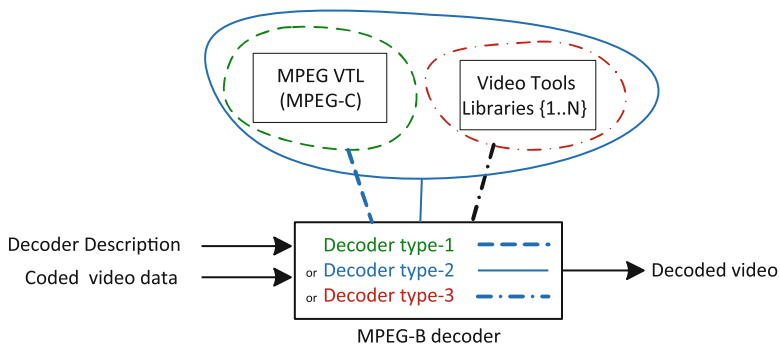 MPEG VTL
(MPEG-C)
Video Tools
Libraries {1..N}
Decoder Description
Coded video data
Decoder type-1
or Decoder type-2
or Decoder type-3
Decoded video
MPEG-B decoder